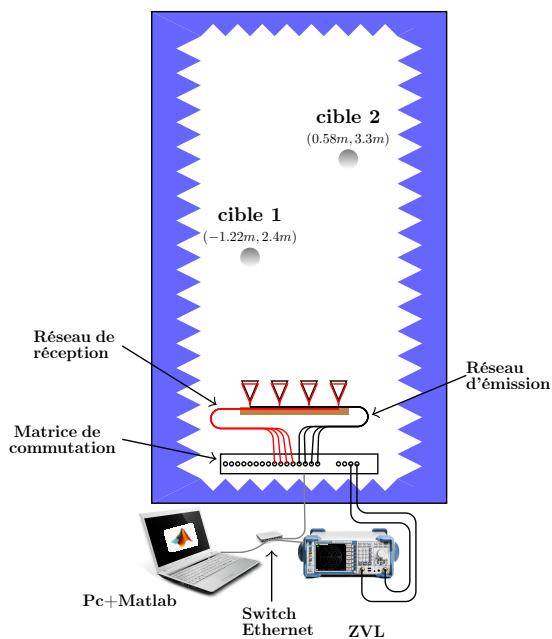 cible 2
(0.58m, 3.3m)
cible 1
(−1.22m, 2.4m)
Réseau de
réception
Réseau
d'émission
Matrice de
commutation
Pc+Matlab
Switch
Ethernet
ZVL